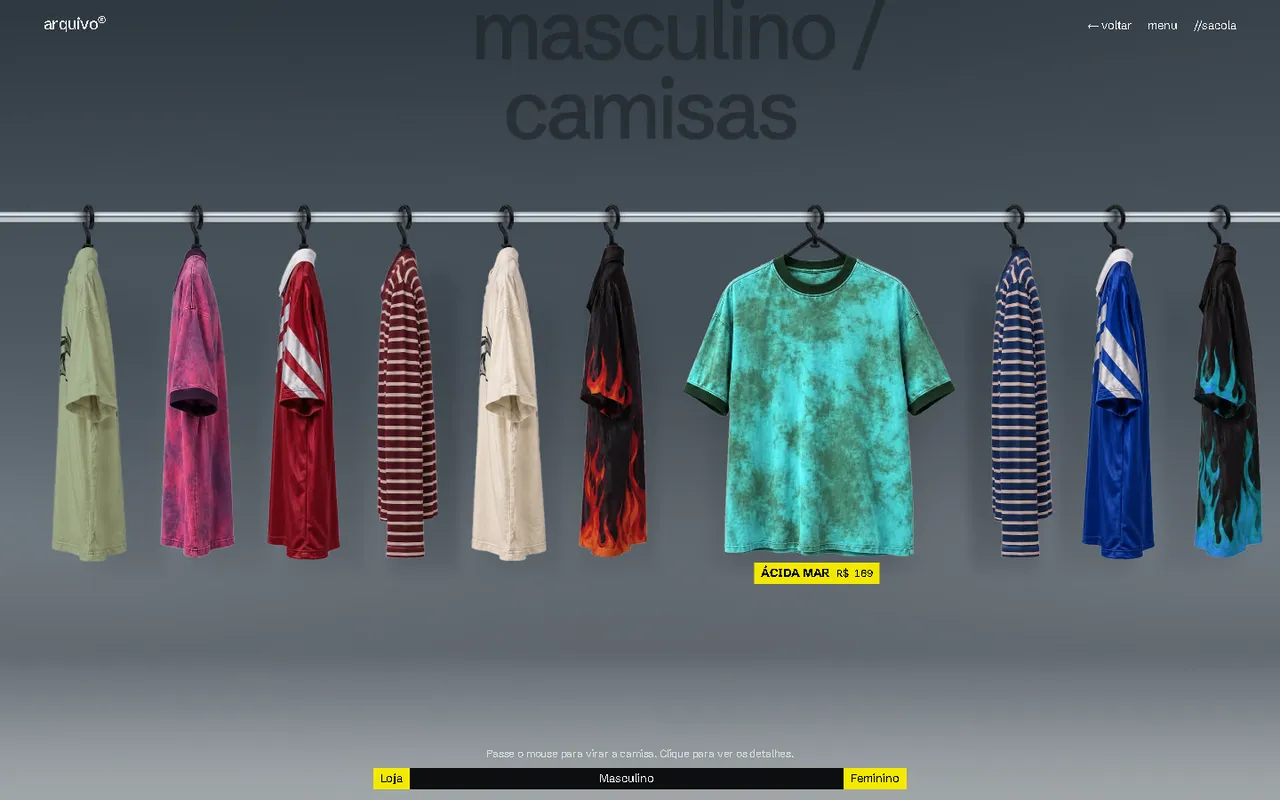 arquivo®
masculino /
camisas
← voltar
menu
//sacola
ÁCIDA MAR R$ 169
Passe o mouse para virar a camisa. Clique para ver os detalhes.
Loja
Masculino
Feminino